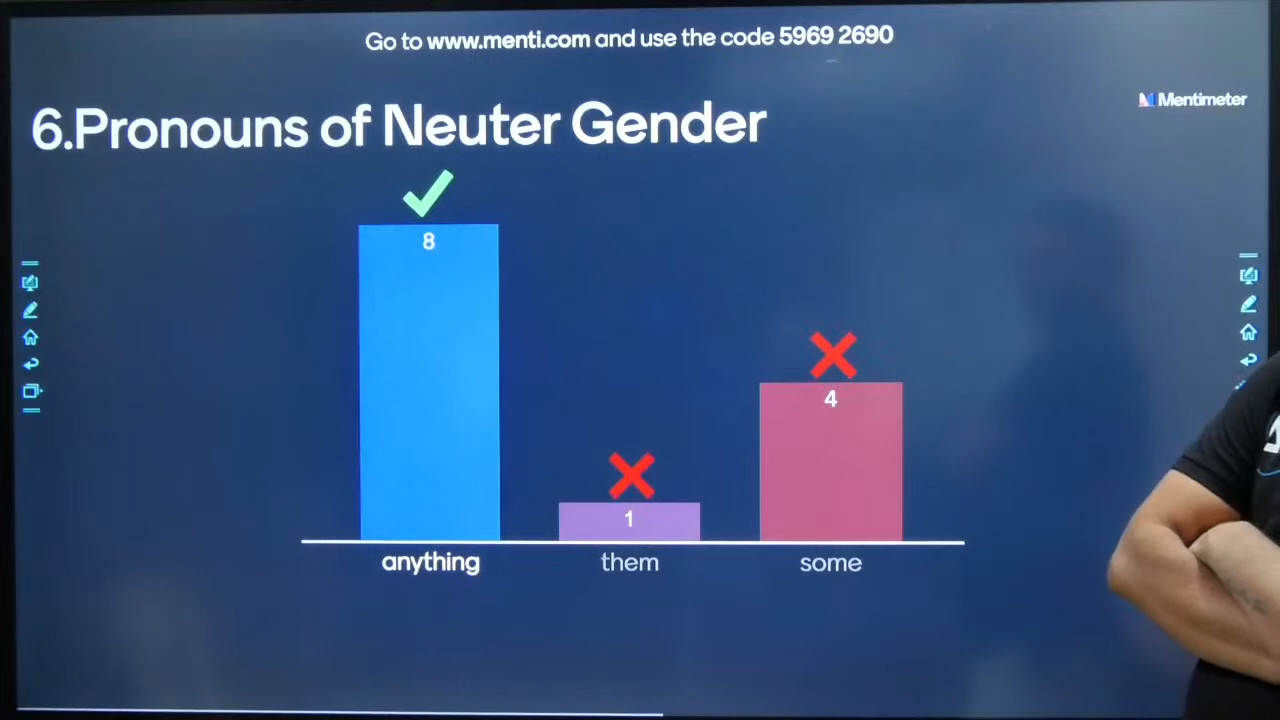 Go to www.menti.com and use the code 5969 2690
Mentimeter
6.Pronouns of Neuter Gender
8
1
4
anything
them
some